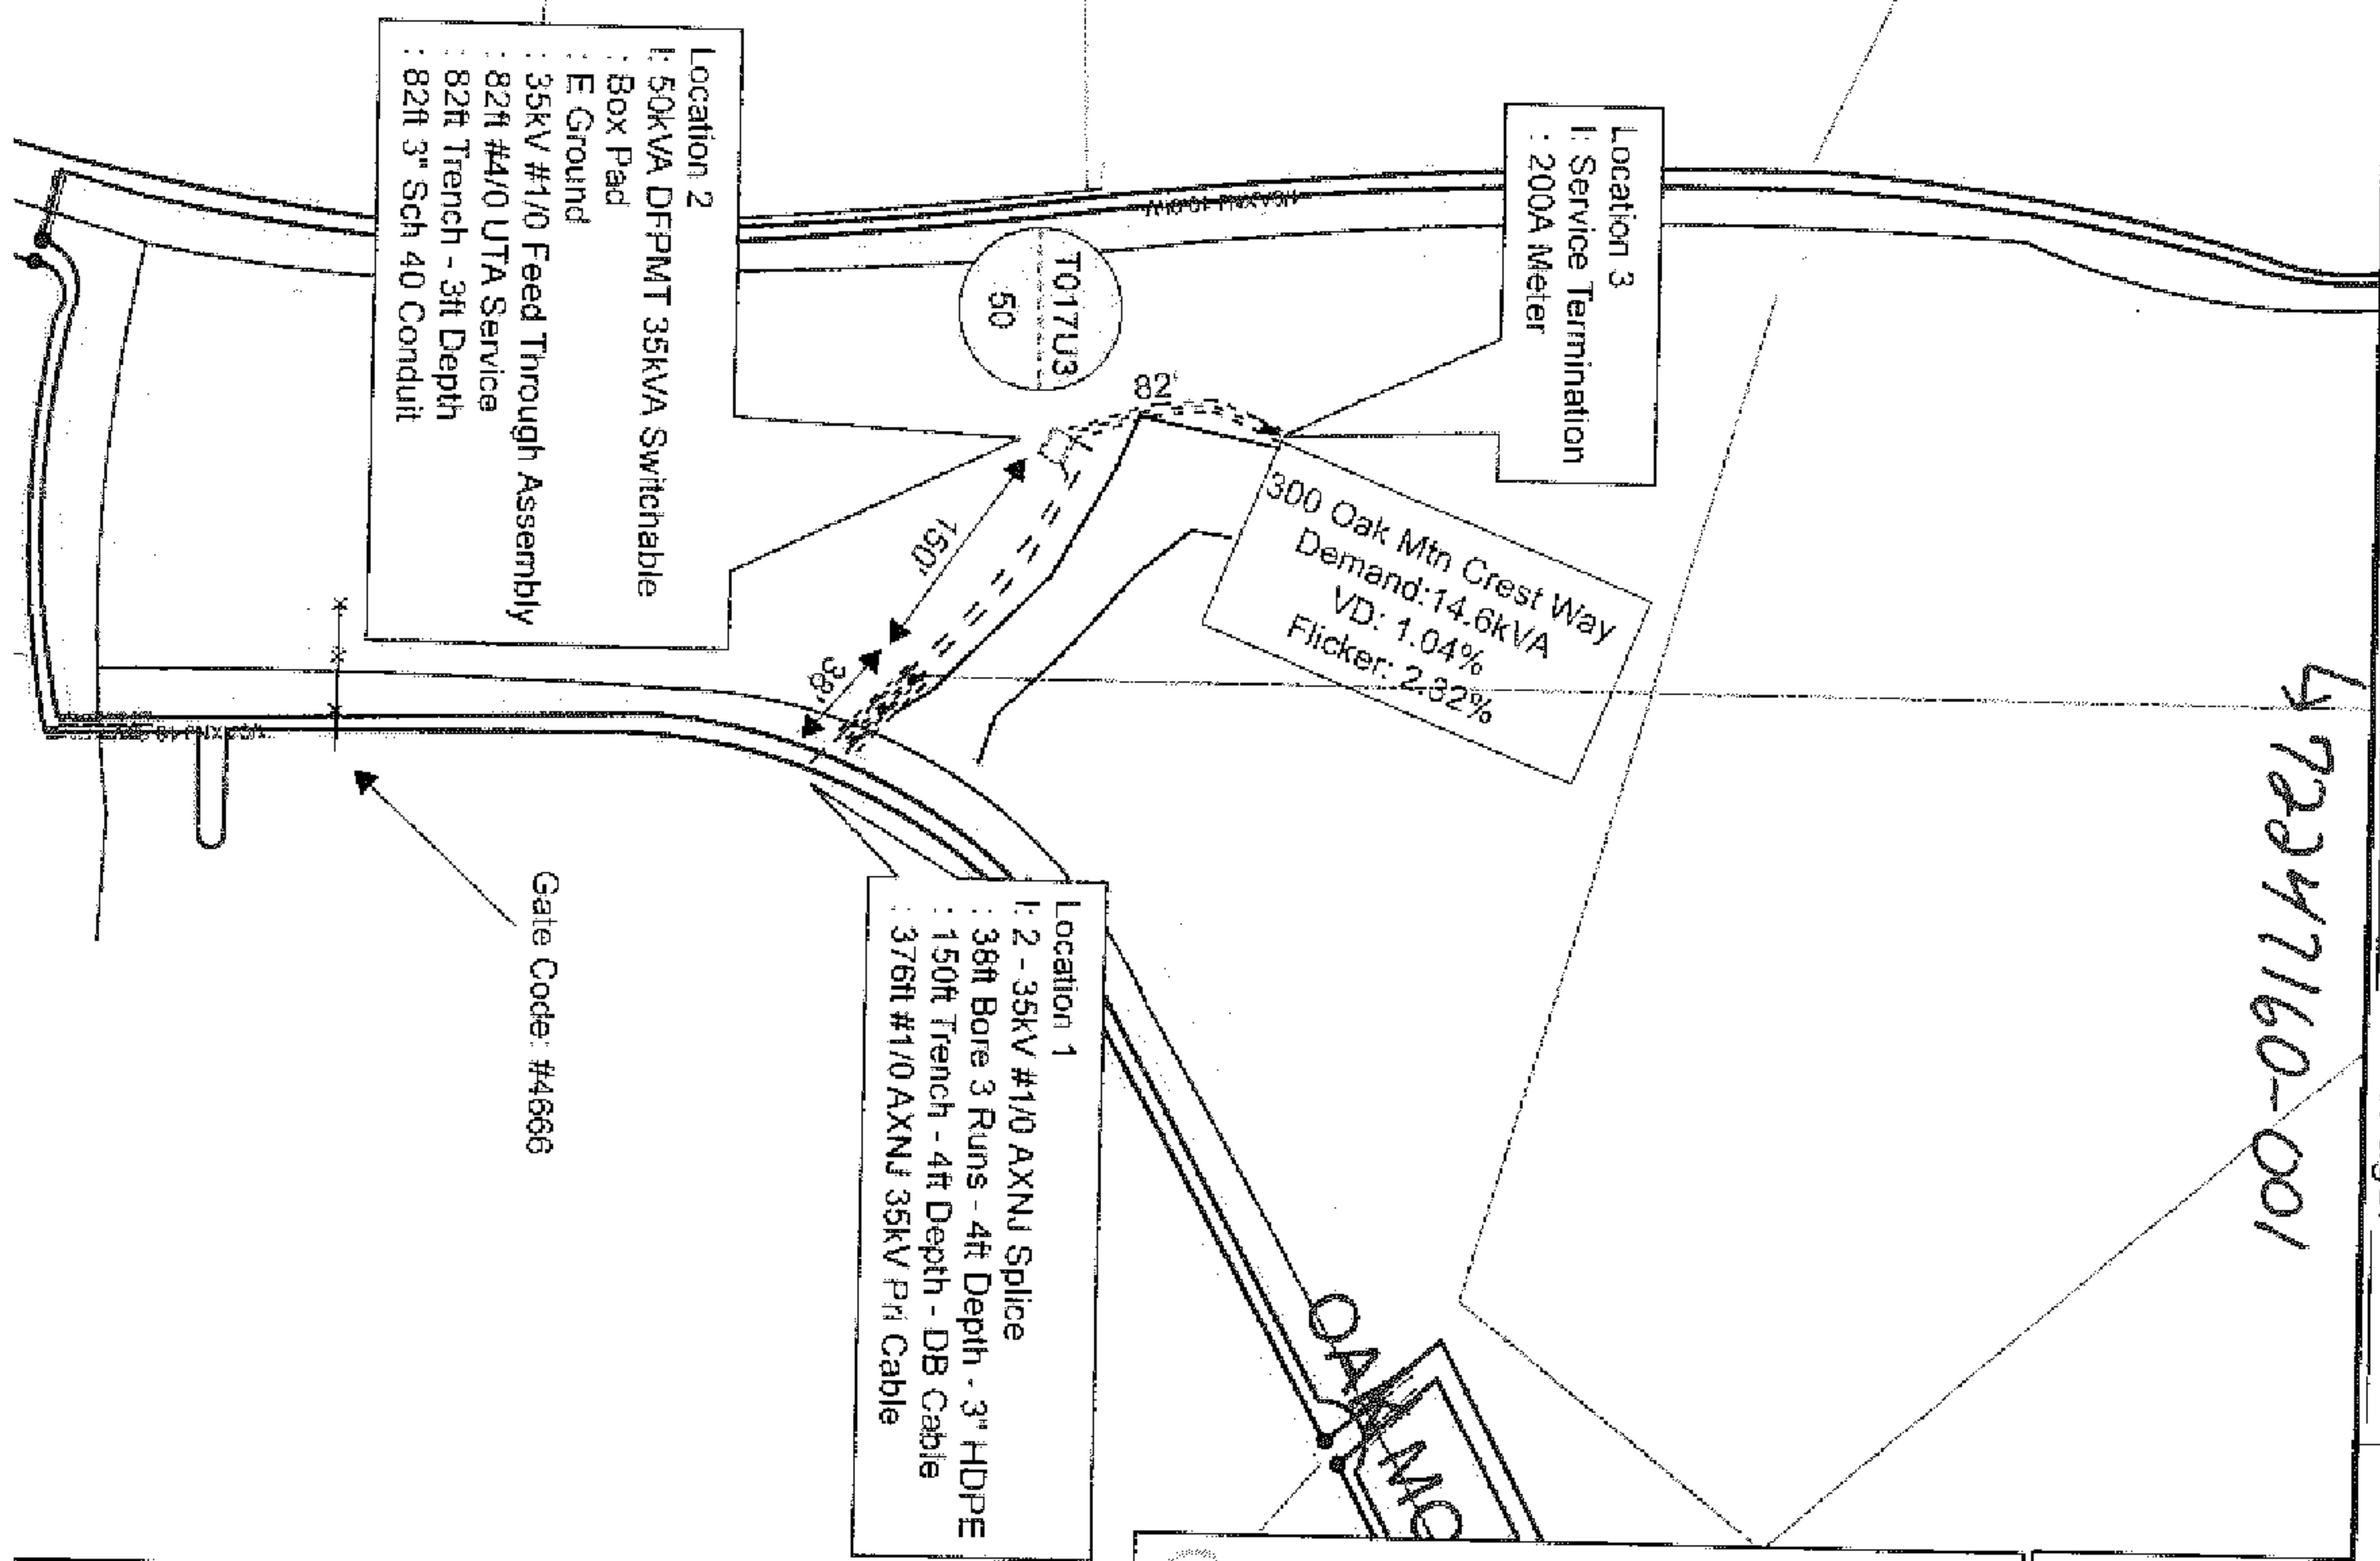 Location 3
I: Service Termination
: 200A Meter
Location 2
I: 50kVA DFPMT 35kVA Switchable
: Box Pad
: E Ground
: 35kV #1/0 Feed Through Assembly
: 82ft #4/0 UTA Service
: 82ft Trench - 3ft Depth
: 82ft 3" Sch 40 Conduit
T017U3
50
82'
150'
38'
300 Oak Mtn Crest Way
Demand:14.6kVA
VD: 1.04%
Flicker: 2.32%
Location 1
I: 2 - 35kV #1/0 AXNJ Splice
: 38ft Bore 3 Runs - 4ft Depth - 3" HDPE
: 150ft Trench - 4ft Depth - DB Cable
: 376ft #1/0 AXNJ 35kV Pri Cable
Gate Code: #4666
OAK MO